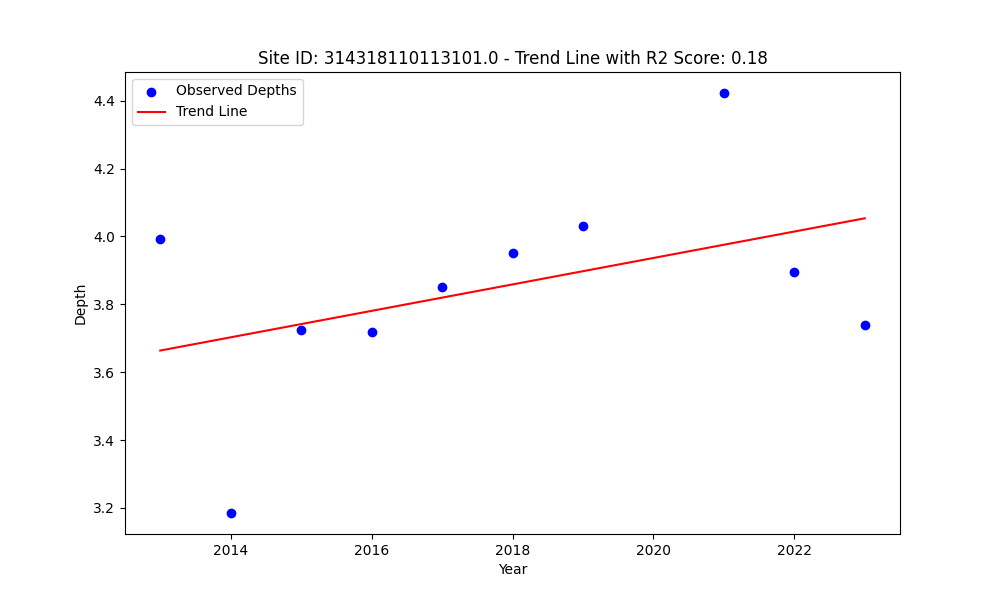 Site ID: 314318110113101.0 - Trend Line with R2 Score: 0.18
Observed Depths
Trend Line
4.4
4.2
4.0
3.8
3.6
3.4
3.2
Depth
2014 2016 2018 2020 2022
Year